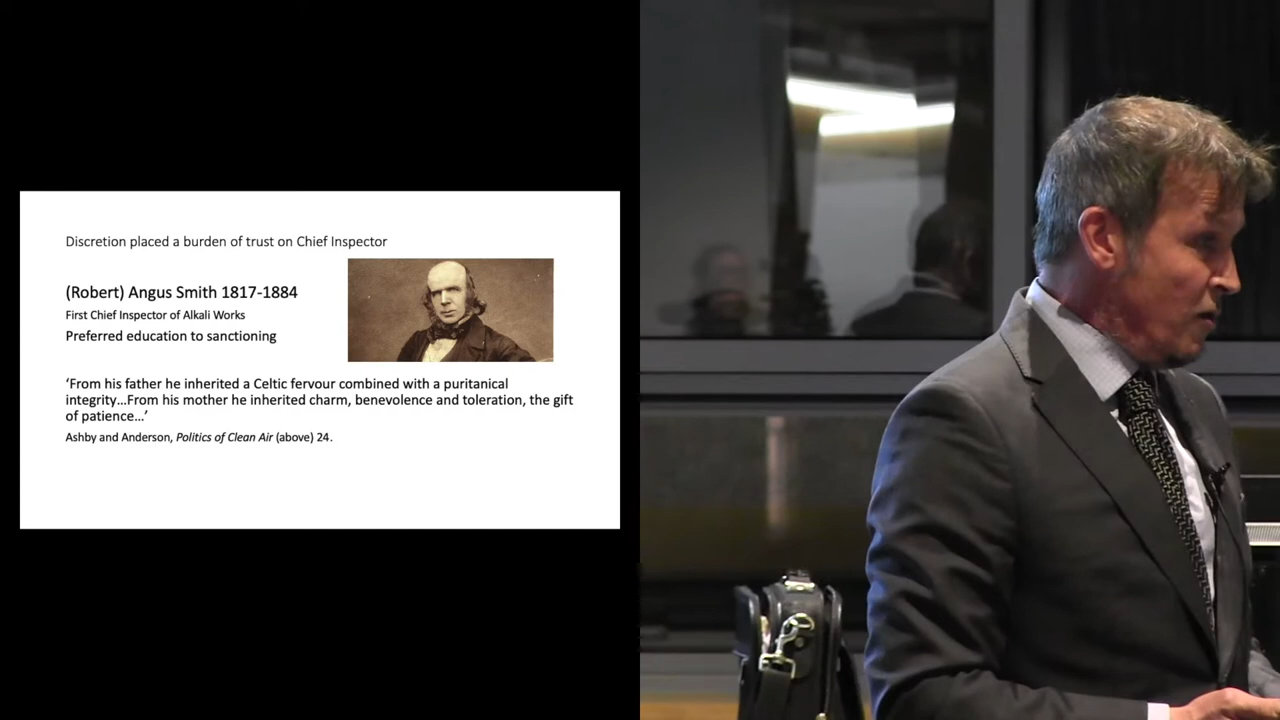 Discretion placed a burden of trust on Chief Inspector
(Robert) Angus Smith 1817-1884
First Chief Inspector of Alkali Works
Preferred education to sanctioning
‘From his father he inherited a Celtic fervour combined with a puritanical
integrity…From his mother he inherited charm, benevolence and toleration, the gift
of patience…’
Ashby and Anderson, Politics of Clean Air (above) 24.